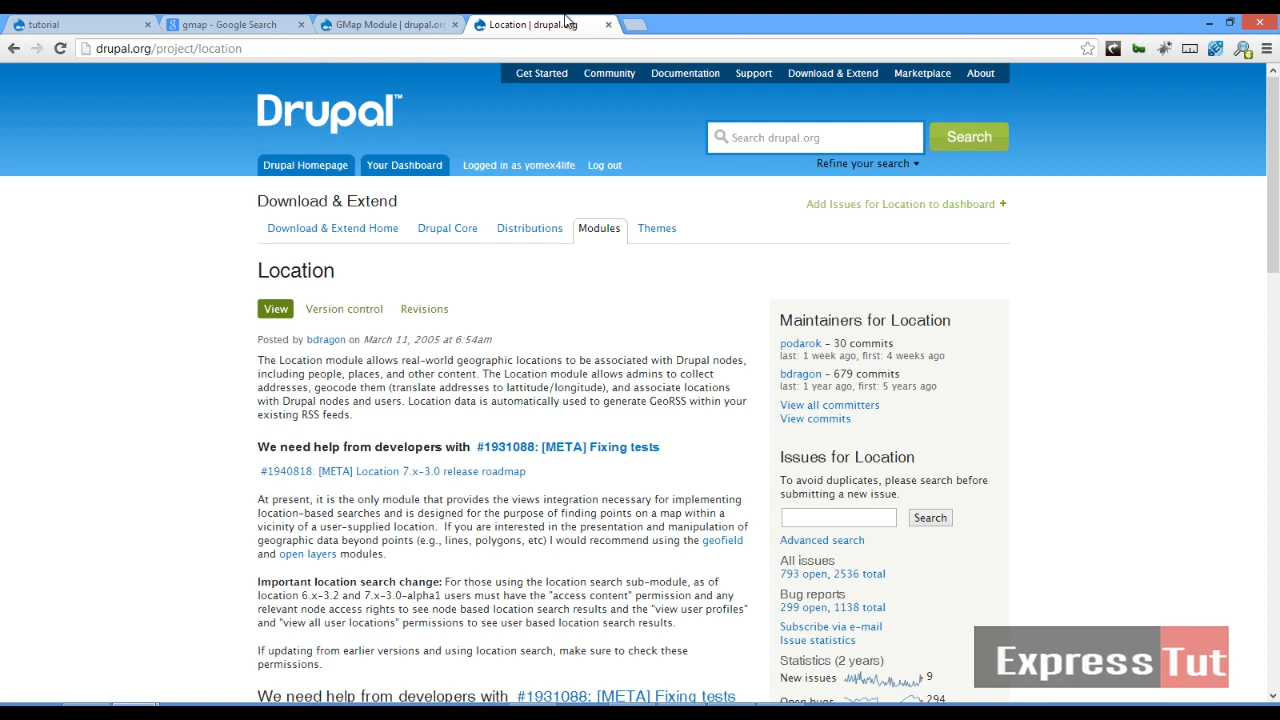 tutorial
gmap - Google Search
GMap Module | drupal.or
Location | drupal.org
drupal.org/project/location
Get Started Community Documentation Support Download & Extend Marketplace About
Drupal™
Search drupal.org
Search
Refine your search
Drupal Homepage Your Dashboard Logged in as yomex4life Log out
Download & Extend
Add Issues for Location to dashboard +
Download & Extend Home Drupal Core Distributions Modules Themes
Location
View Version control Revisions
Posted by bdragon on March 11, 2005 at 6:54am
The Location module allows real-world geographic locations to be associated with Drupal nodes,
including people, places, and other content. The Location module allows admins to collect
addresses, geocode them (translate addresses to lattitude/longitude), and associate locations
with Drupal nodes and users. Location data is automatically used to generate GeoRSS within your
existing RSS feeds.
We need help from developers with #1931088: [META] Fixing tests
#1940818: [META] Location 7.x-3.0 release roadmap
At present, it is the only module that provides the views integration necessary for implementing
location-based searches and is designed for the purpose of finding points on a map within a
vicinity of a user-supplied location. If you are interested in the presentation and manipulation of
geographic data beyond points (e.g., lines, polygons, etc) I would recommend using the geofield
and open layers modules.
Important location search change: For those using the location search sub-module, as of
location 6.x-3.2 and 7.x-3.0-alpha1 users must have the "access content" permission and any
relevant node access rights to see node based location search results and the "view user profiles"
and "view all user locations" permissions to see user based location search results.
If updating from earlier versions and using location search, make sure to check these
permissions.
We need help from developers with #1931088: [META] Fixing tests
Maintainers for Location
podarok - 30 commits
last: 1 week ago, first: 4 weeks ago
bdragon - 679 commits
last: 1 year ago, first: 5 years ago
View all committers
View commits
Issues for Location
To avoid duplicates, please search before
submitting a new issue.
Search
Advanced search
All issues
793 open, 2536 total
Bug reports
299 open, 1138 total
Subscribe via e-mail
Issue statistics
Statistics (2 years)
New issues 9
Open bugs 294
Express Tut